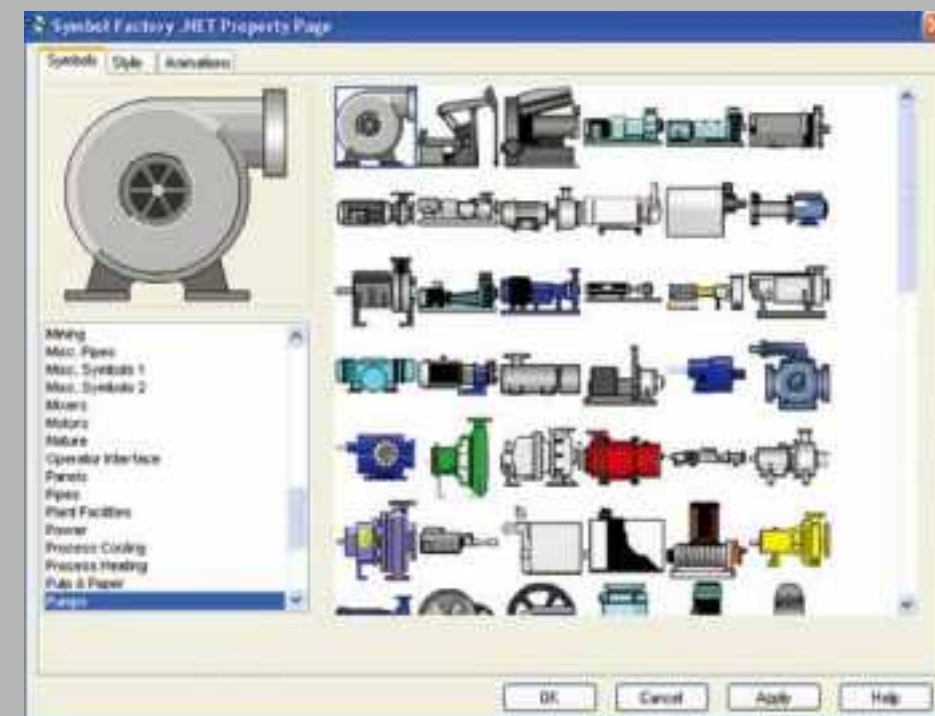 Symbol Factory .NET Property Page
Symbols Style Animations
Mining
Misc. Pipes
Misc. Symbols 1
Misc. Symbols 2
Mixers
Motors
Nature
Operator Interface
Panels
Pipes
Plant Facilities
Power
Process Cooling
Process Heating
Pulp & Paper
Pumps
OK Cancel Apply Help